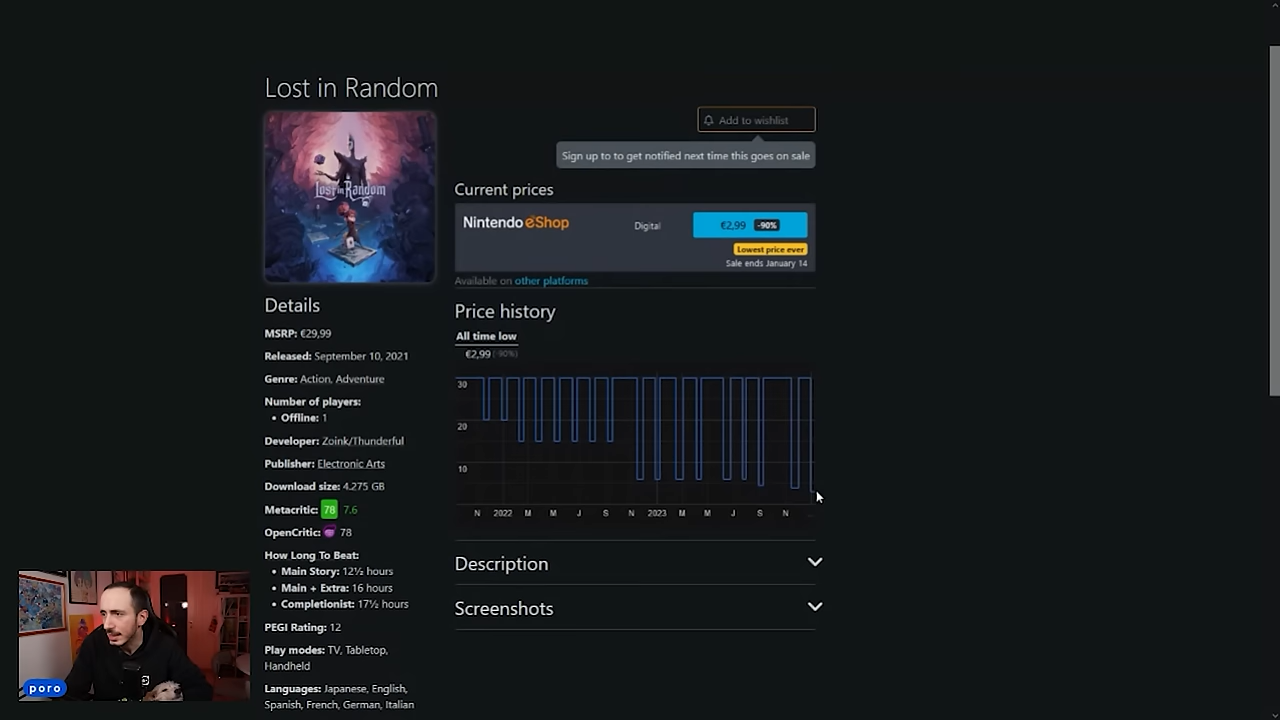 Lost in Random
Add to wishlist
Sign up to to get notified next time this goes on sale
Lost in Random
Current prices
Nintendo eShop
Digital
€2,99 -90%
Lowest price ever
Sale ends January 14
Available on other platforms
Details
MSRP: €29,99
Released: September 10, 2021
Genre: Action, Adventure
Number of players:
• Offline: 1
Developer: Zoink/Thunderful
Publisher: Electronic Arts
Download size: 4.275 GB
Metacritic: 78 7.6
OpenCritic: 78
How Long To Beat:
• Main Story: 12½ hours
• Main + Extra: 16 hours
• Completionist: 17½ hours
PEGI Rating: 12
Play modes: TV, Tabletop,
Handheld
Languages: Japanese, English,
Spanish, French, German, Italian
Price history
All time low
€2,99 (-90%)
30
20
10
N 2022 M M J S N 2023 M M J S N
Description
Screenshots
poro